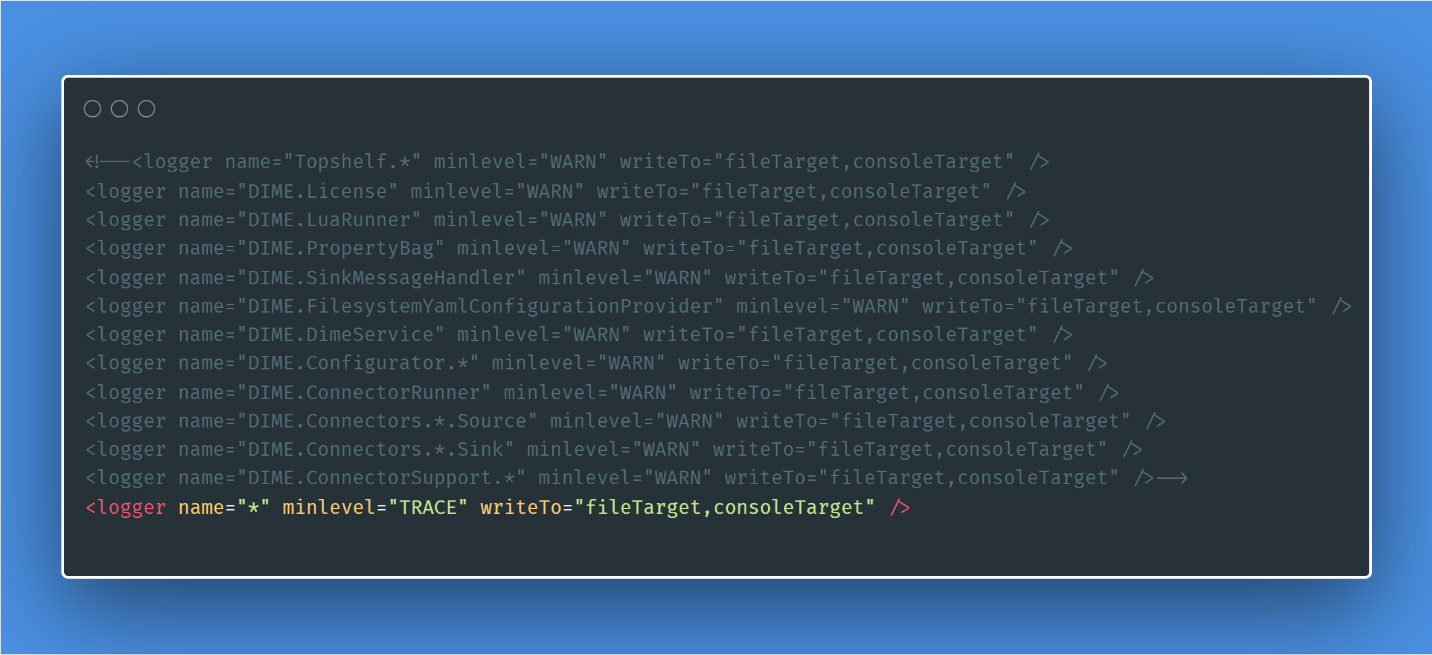 <!--<logger name="Topshelf.*" minlevel="WARN" writeTo="fileTarget,consoleTarget" />
<logger name="DIME.License" minlevel="WARN" writeTo="fileTarget,consoleTarget" />
<logger name="DIME.LuaRunner" minlevel="WARN" writeTo="fileTarget,consoleTarget" />
<logger name="DIME.PropertyBag" minlevel="WARN" writeTo="fileTarget,consoleTarget" />
<logger name="DIME.SinkMessageHandler" minlevel="WARN" writeTo="fileTarget,consoleTarget" />
<logger name="DIME.FilesystemYamlConfigurationProvider" minlevel="WARN" writeTo="fileTarget,consoleTarget" />
<logger name="DIME.DimeService" minlevel="WARN" writeTo="fileTarget,consoleTarget" />
<logger name="DIME.Configurator.*" minlevel="WARN" writeTo="fileTarget,consoleTarget" />
<logger name="DIME.ConnectorRunner" minlevel="WARN" writeTo="fileTarget,consoleTarget" />
<logger name="DIME.Connectors.*.Source" minlevel="WARN" writeTo="fileTarget,consoleTarget" />
<logger name="DIME.Connectors.*.Sink" minlevel="WARN" writeTo="fileTarget,consoleTarget" />
<logger name="DIME.ConnectorSupport.*" minlevel="WARN" writeTo="fileTarget,consoleTarget" />-->
<logger name="*" minlevel="TRACE" writeTo="fileTarget,consoleTarget" />